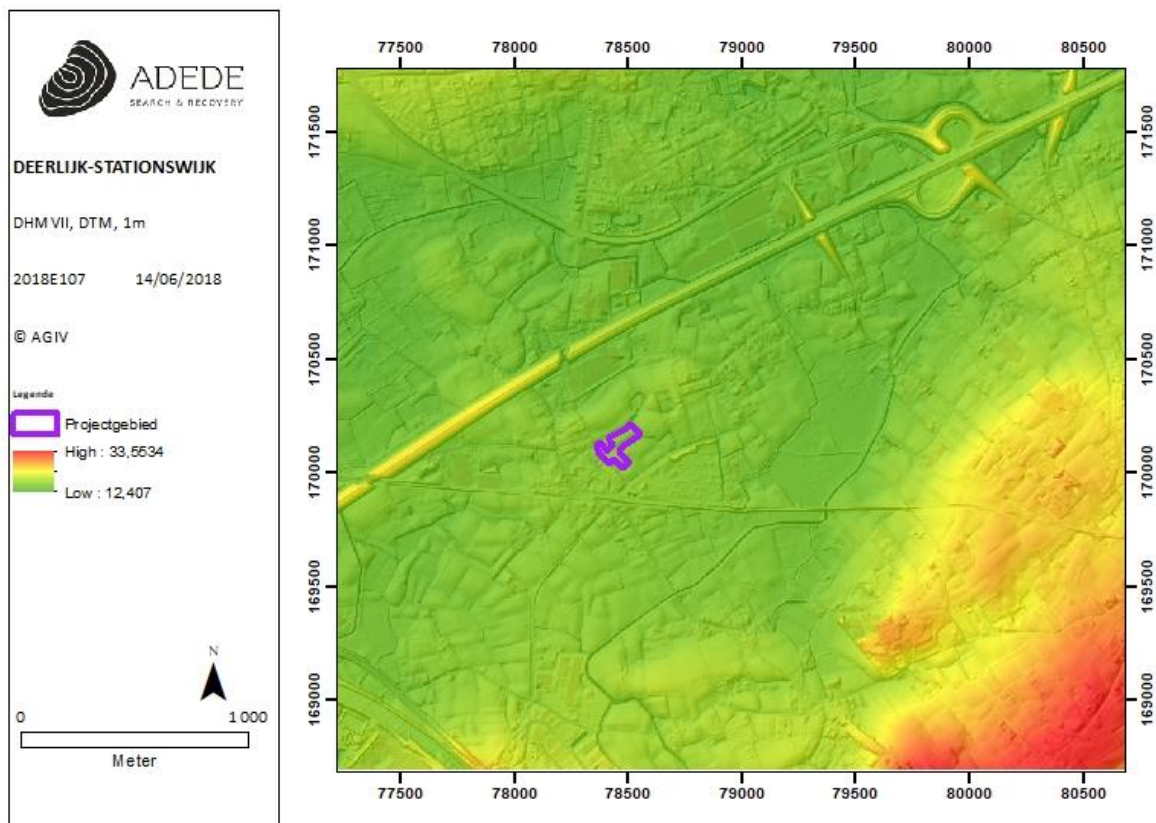 ADEDE
SEARCH & RECOVERY
DEERLIJK-STATIONSWIJK
DHM VII, DTM, 1m
2018E107 14/06/2018
© AGIV
Legende
Projectgebied
High : 33,5534
Low : 12,407
N
0 1 000
Meter
77500 78000 78500 79000 79500 80000 80500
171500 171500
171000 171000
170500 170500
170000 170000
169500 169500
169000 169000
77500 78000 78500 79000 79500 80000 80500